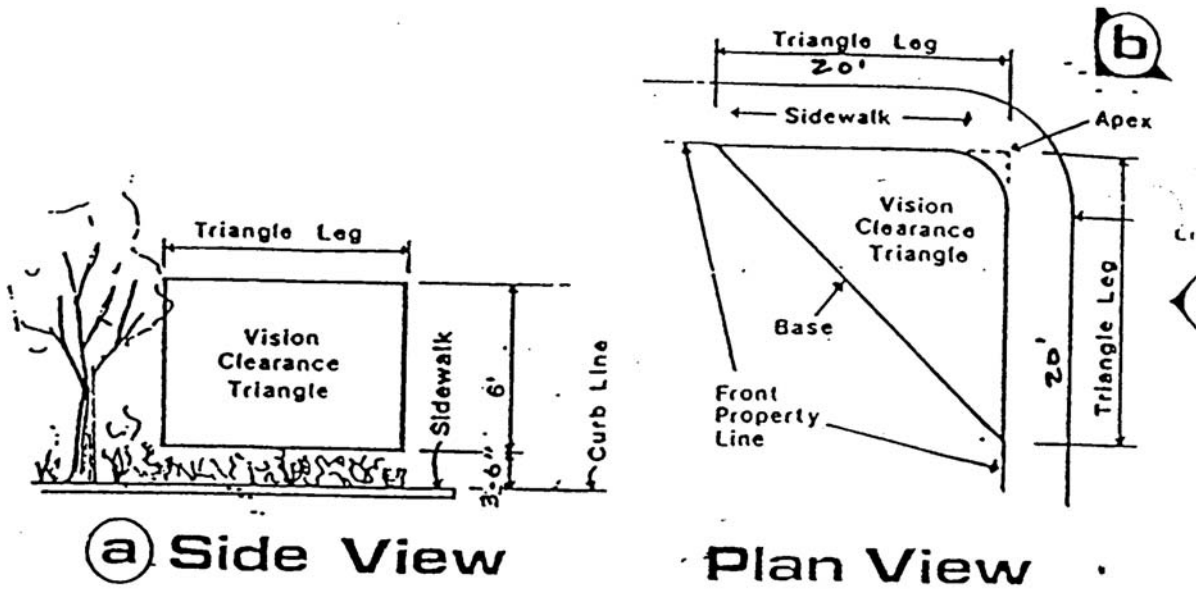 Triangle Leg
Vision
Clearance
Triangle
Sidewalk
6'
3'-6"
Curb Line
a Side View
b
Triangle Leg
20'
Sidewalk
Apex
Vision
Clearance
Triangle
Base
Triangle Leg
20'
Front
Property
Line
Plan View